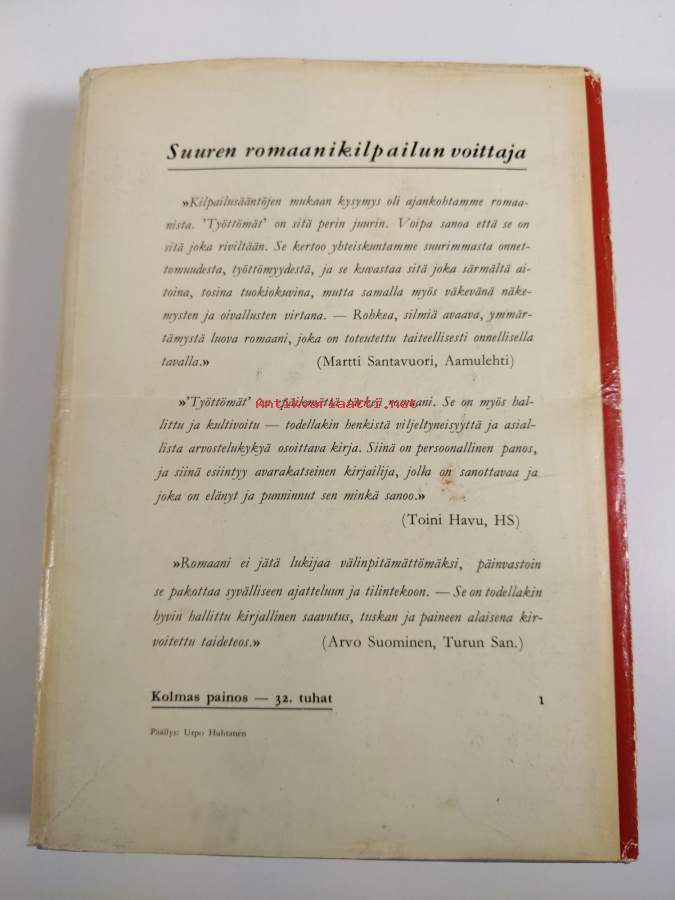 Suuren romaanikilpailun voittaja
»Kilpailusääntöjen mukaan kysymys oli ajankohtamme romaa-
nista. 'Työttömät' on sitä perin juurin. Voipa sanoa että se on
sitä joka riviltään. Se kertoo yhteiskuntamme suurimmasta onnet-
tomuudesta, työttömyydestä, ja se kuvastaa sitä joka särmältä ai-
toina, tosina tuokiokuvina, mutta samalla myös väkevänä näke-
mysten ja oivallusten virtana. — Rohkea, silmiä avaava, ymmär-
tämystä luova romaani, joka on toteutettu taiteellisesti onnellisella
tavalla.» (Martti Santavuori, Aamulehti)
»'Työttömät' on epäilemättä tärkeä romaani. Se on myös hal-
Antikvariaatti.net
littu ja kultivoitu — todellakin henkistä viljeltyneisyyttä ja asial-
lista arvostelukykyä osoittava kirja. Siinä on persoonallinen panos,
ja siinä esiintyy avarakatseinen kirjailija, jolla on sanottavaa ja
joka on elänyt ja punninnut sen minkä sanoo.»
(Toini Havu, HS)
»Romaani ei jätä lukijaa välinpitämättömäksi, päinvastoin
se pakottaa syvälliseen ajatteluun ja tilintekoon. — Se on todellakin
hyvin hallittu kirjallinen saavutus, tuskan ja paineen alaisena kir-
voitettu taideteos.» (Arvo Suominen, Turun San.)
Kolmas painos — 32. tuhat 1
Päällys: Urpo Huhtanen